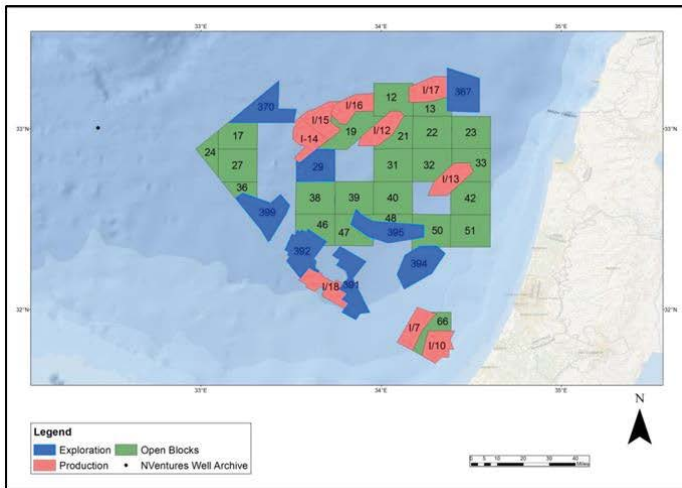 33°E 34°E 35°E
367
I/17
370 12
I/16 13
33°N I/15 33°N
17 I-14 19 I/12 21 22 23
24
27 29 31 32 33
I/13
36
38 39 40 42
399
48
46 47 395 50 51
392
394
I/18 391
32°N 32°N
I/7 66
I/10
33°E 34°E 35°E
Legend
Exploration Open Blocks
Production NVentures Well Archive
N
0 5 10 20 30 40
Miles